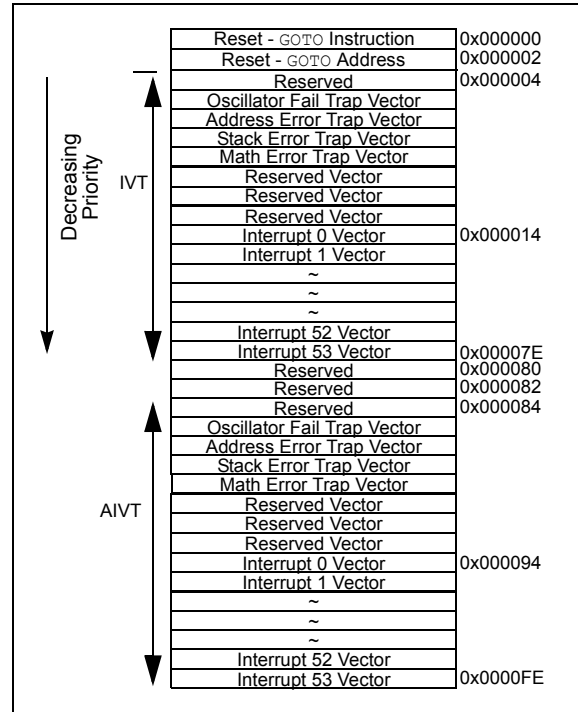 Reset - GOTO Instruction 0x000000
Reset - GOTO Address 0x000002
Reserved 0x000004
Oscillator Fail Trap Vector
Address Error Trap Vector
Stack Error Trap Vector
Math Error Trap Vector
Reserved Vector
Reserved Vector
Reserved Vector
Interrupt 0 Vector 0x000014
Interrupt 1 Vector
~
~
~
Interrupt 52 Vector
Interrupt 53 Vector 0x00007E
Reserved 0x000080
Reserved 0x000082
Reserved 0x000084
Oscillator Fail Trap Vector
Address Error Trap Vector
Stack Error Trap Vector
Math Error Trap Vector
Reserved Vector
Reserved Vector
Reserved Vector
Interrupt 0 Vector 0x000094
Interrupt 1 Vector
~
~
~
Interrupt 52 Vector
Interrupt 53 Vector 0x0000FE
Decreasing
Priority
IVT
AIVT